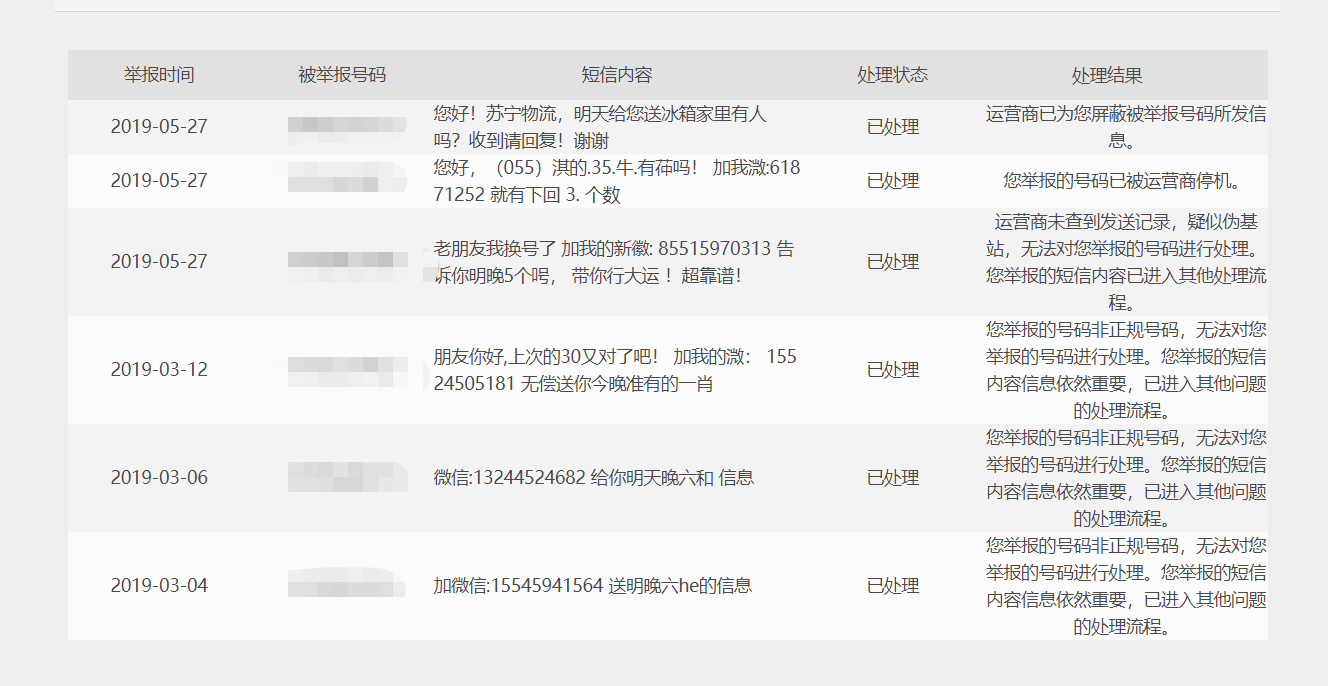 举报时间 被举报号码 短信内容 处理状态 处理结果
2019-05-27
您好！苏宁物流，明天给您送冰箱家里有人
吗？收到请回复！谢谢
已处理
运营商已为您屏蔽被举报号码所发信
息。
2019-05-27
您好，（055）淇的.35.牛.有茽吗！ 加我溦:618
71252 就有下回 3. 个数
已处理
您举报的号码已被运营商停机。
2019-05-27
老朋友我换号了 加我的新徽: 85515970313 告
诉你明晚5个呺， 带你行大运！超靠谱！
已处理
运营商未查到发送记录，疑似伪基
站，无法对您举报的号码进行处理。
您举报的短信内容已进入其他处理流
程。
2019-03-12
朋友你好,上次的30又对了吧！ 加我的溦： 155
24505181 无偿送你今晚准有的一肖
已处理
您举报的号码非正规号码，无法对您
举报的号码进行处理。您举报的短信
内容信息依然重要，已进入其他问题
的处理流程。
2019-03-06
微信:13244524682 给你明天晚六和 信息
已处理
您举报的号码非正规号码，无法对您
举报的号码进行处理。您举报的短信
内容信息依然重要，已进入其他问题
的处理流程。
2019-03-04
加微信:15545941564 送明晚六he的信息
已处理
您举报的号码非正规号码，无法对您
举报的号码进行处理。您举报的短信
内容信息依然重要，已进入其他问题
的处理流程。